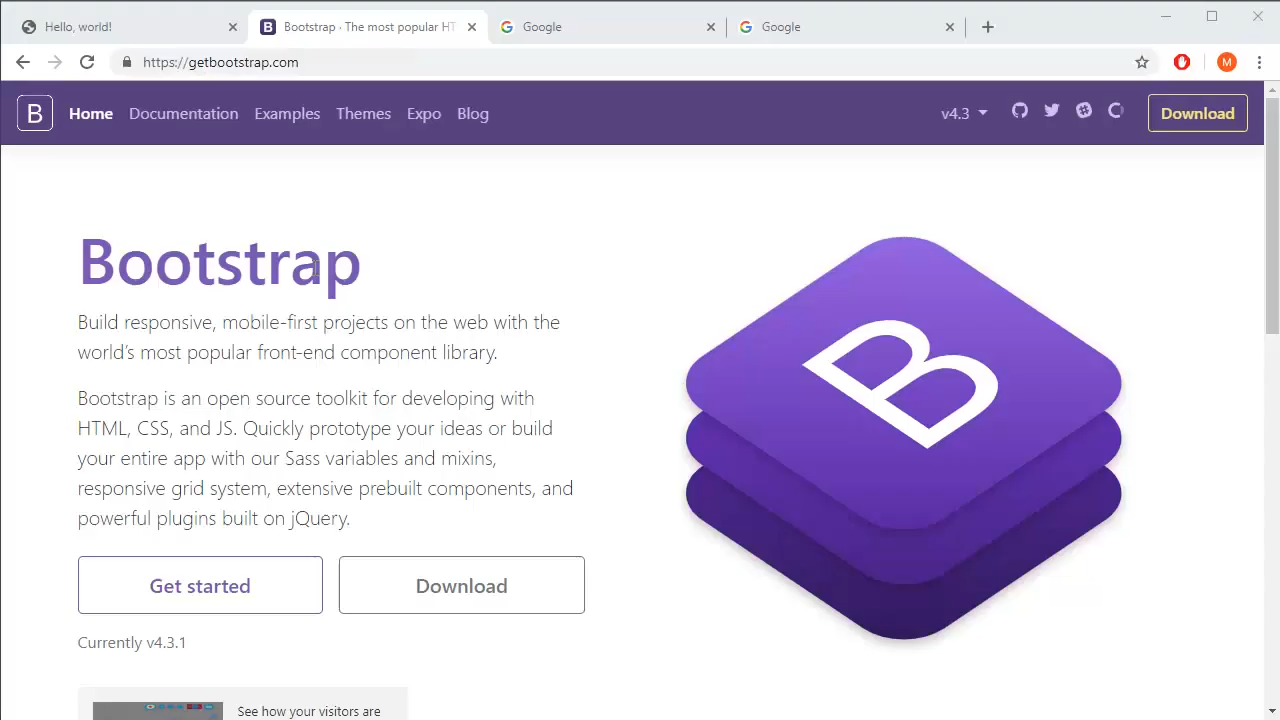 Hello, world!
Bootstrap · The most popular HT
Google
Google
https://getbootstrap.com
M
B
Home
Documentation
Examples
Themes
Expo
Blog
v4.3
Download
Bootstrap
Build responsive, mobile-first projects on the web with the
world’s most popular front-end component library.
Bootstrap is an open source toolkit for developing with
HTML, CSS, and JS. Quickly prototype your ideas or build
your entire app with our Sass variables and mixins,
responsive grid system, extensive prebuilt components, and
powerful plugins built on jQuery.
B
Get started
Download
Currently v4.3.1
See how your visitors are